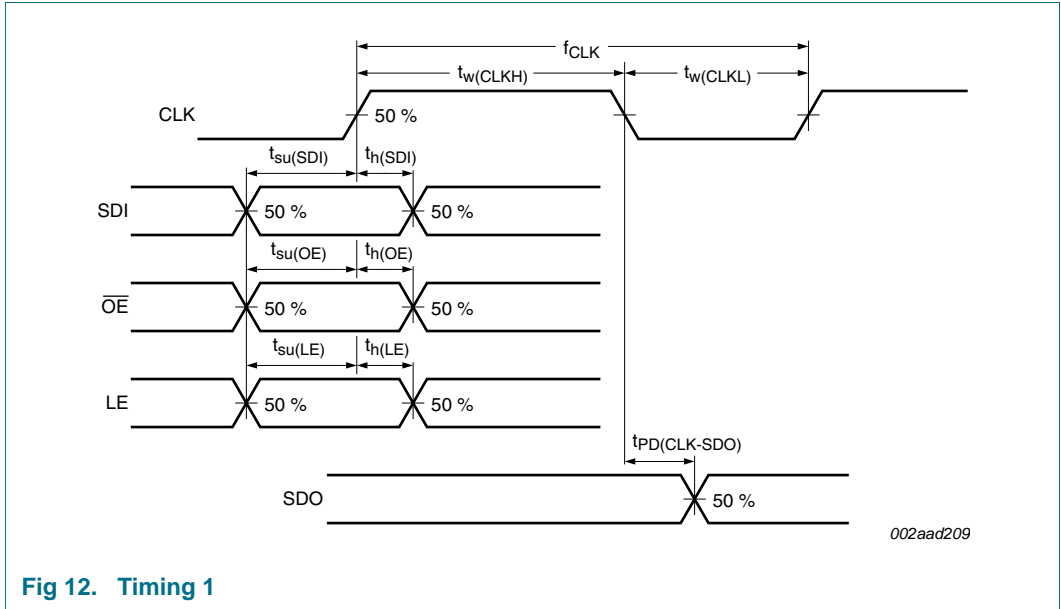 fCLK
tw(CLKH) tw(CLKL)
CLK 50 %
tsu(SDI) th(SDI)
SDI 50 % 50 %
tsu(OE) th(OE)
OE 50 % 50 %
tsu(LE) th(LE)
LE 50 % 50 %
tPD(CLK-SDO)
SDO 50 %
002aad209
Fig 12. Timing 1